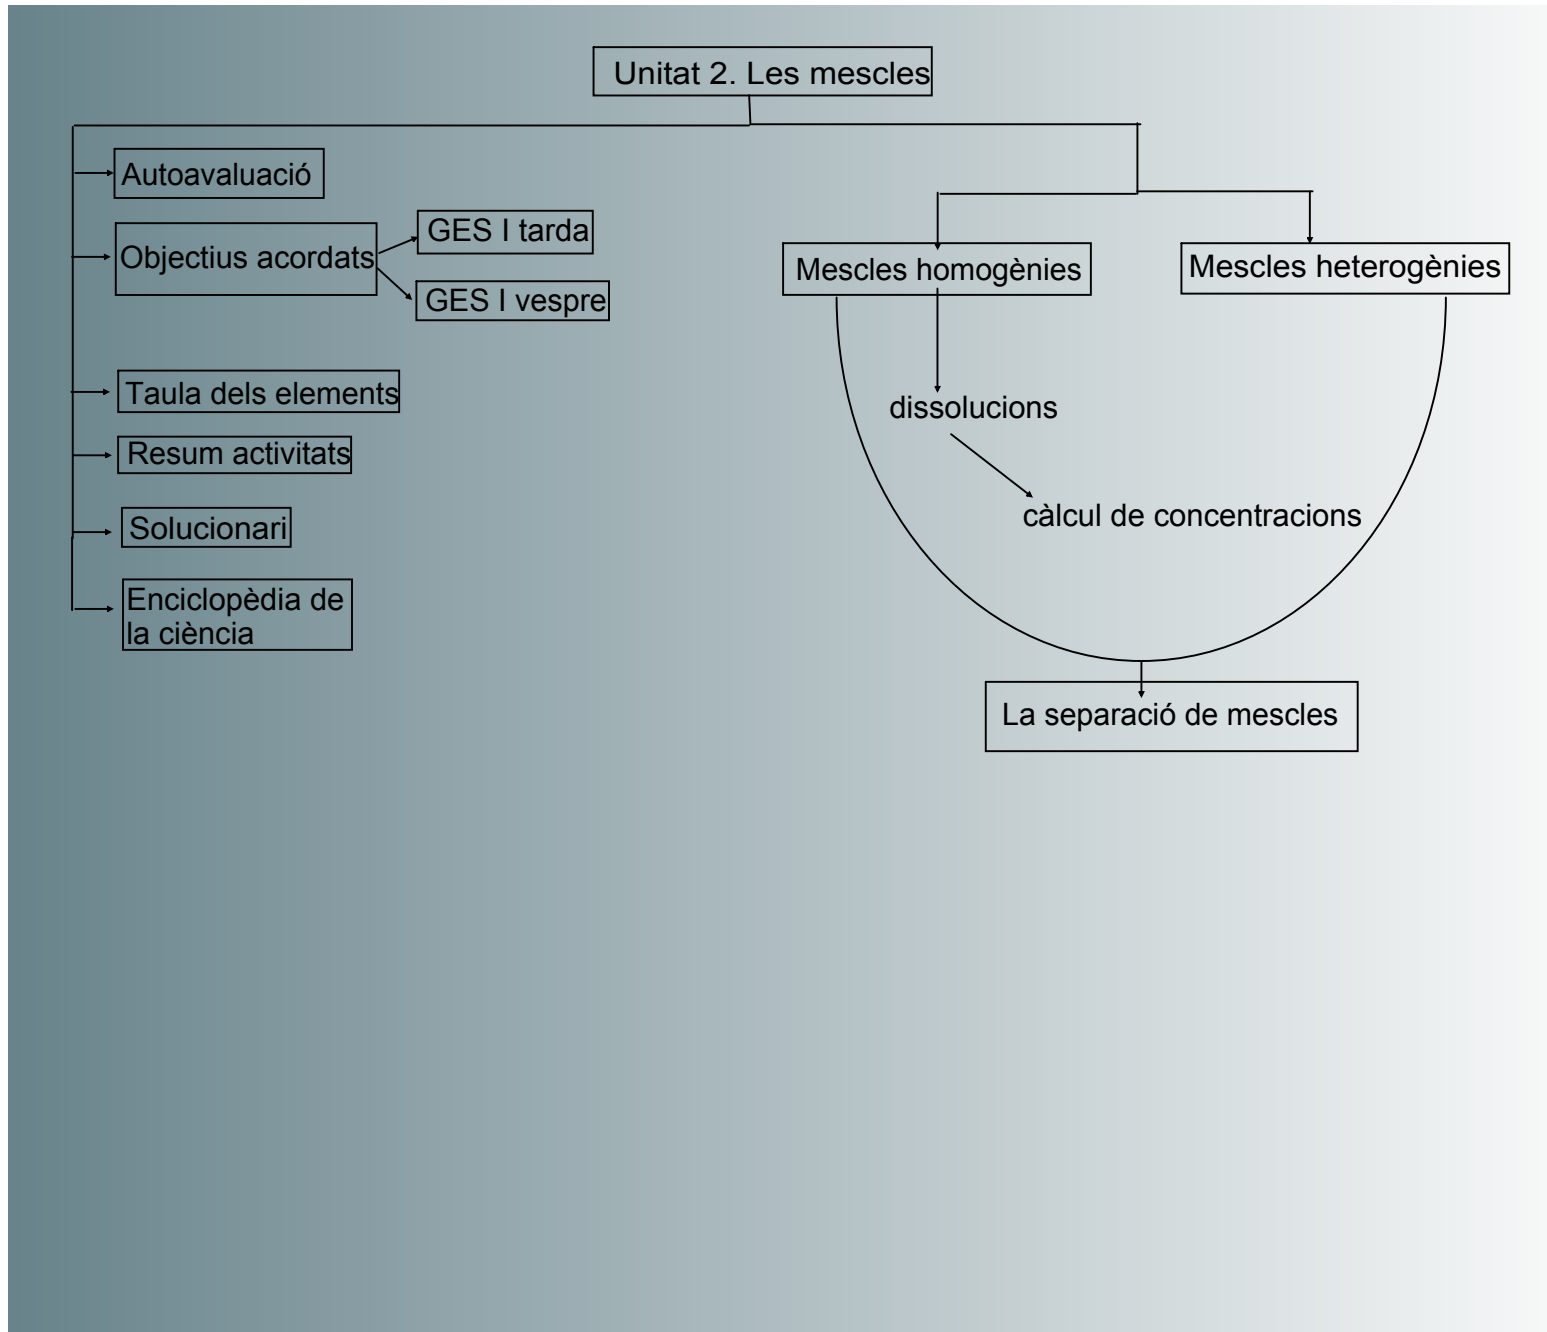 Unitat 2. Les mescles
Autoavaluació
Objectius acordats
GES I tarda
GES I vespre
Taula dels elements
Resum activitats
Solucionari
Enciclopèdia de
la ciència
Mescles homogènies
Mescles heterogènies
dissolucions
càlcul de concentracions
La separació de mescles